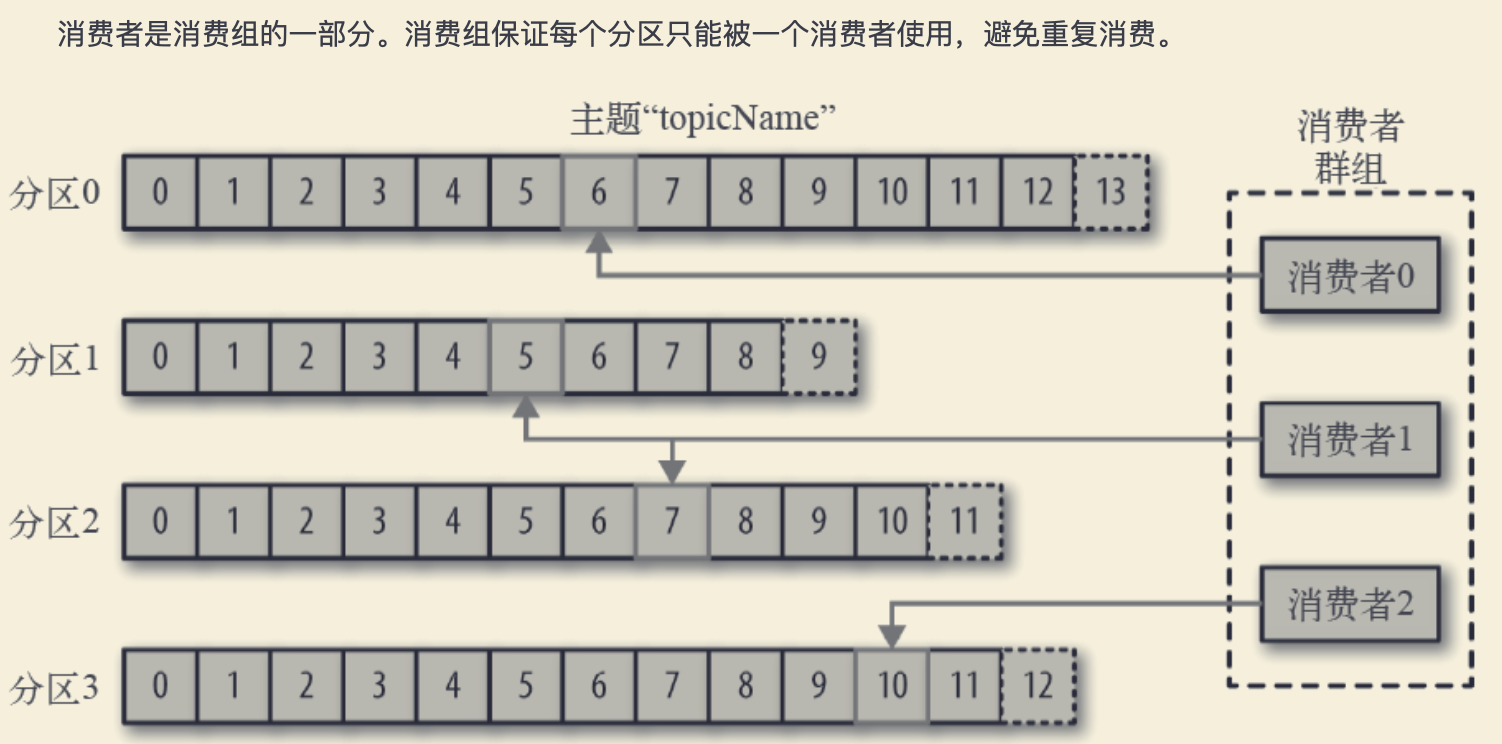 消费者是消费组的一部分。消费组保证每个分区只能被一个消费者使用，避免重复消费。
主题“topicName”
消费者
群组
分区0 0 1 2 3 4 5 6 7 8 9 10 11 12 13
消费者0
分区1 0 1 2 3 4 5 6 7 8 9
消费者1
分区2 0 1 2 3 4 5 6 7 8 9 10 11
消费者2
分区3 0 1 2 3 4 5 6 7 8 9 10 11 12